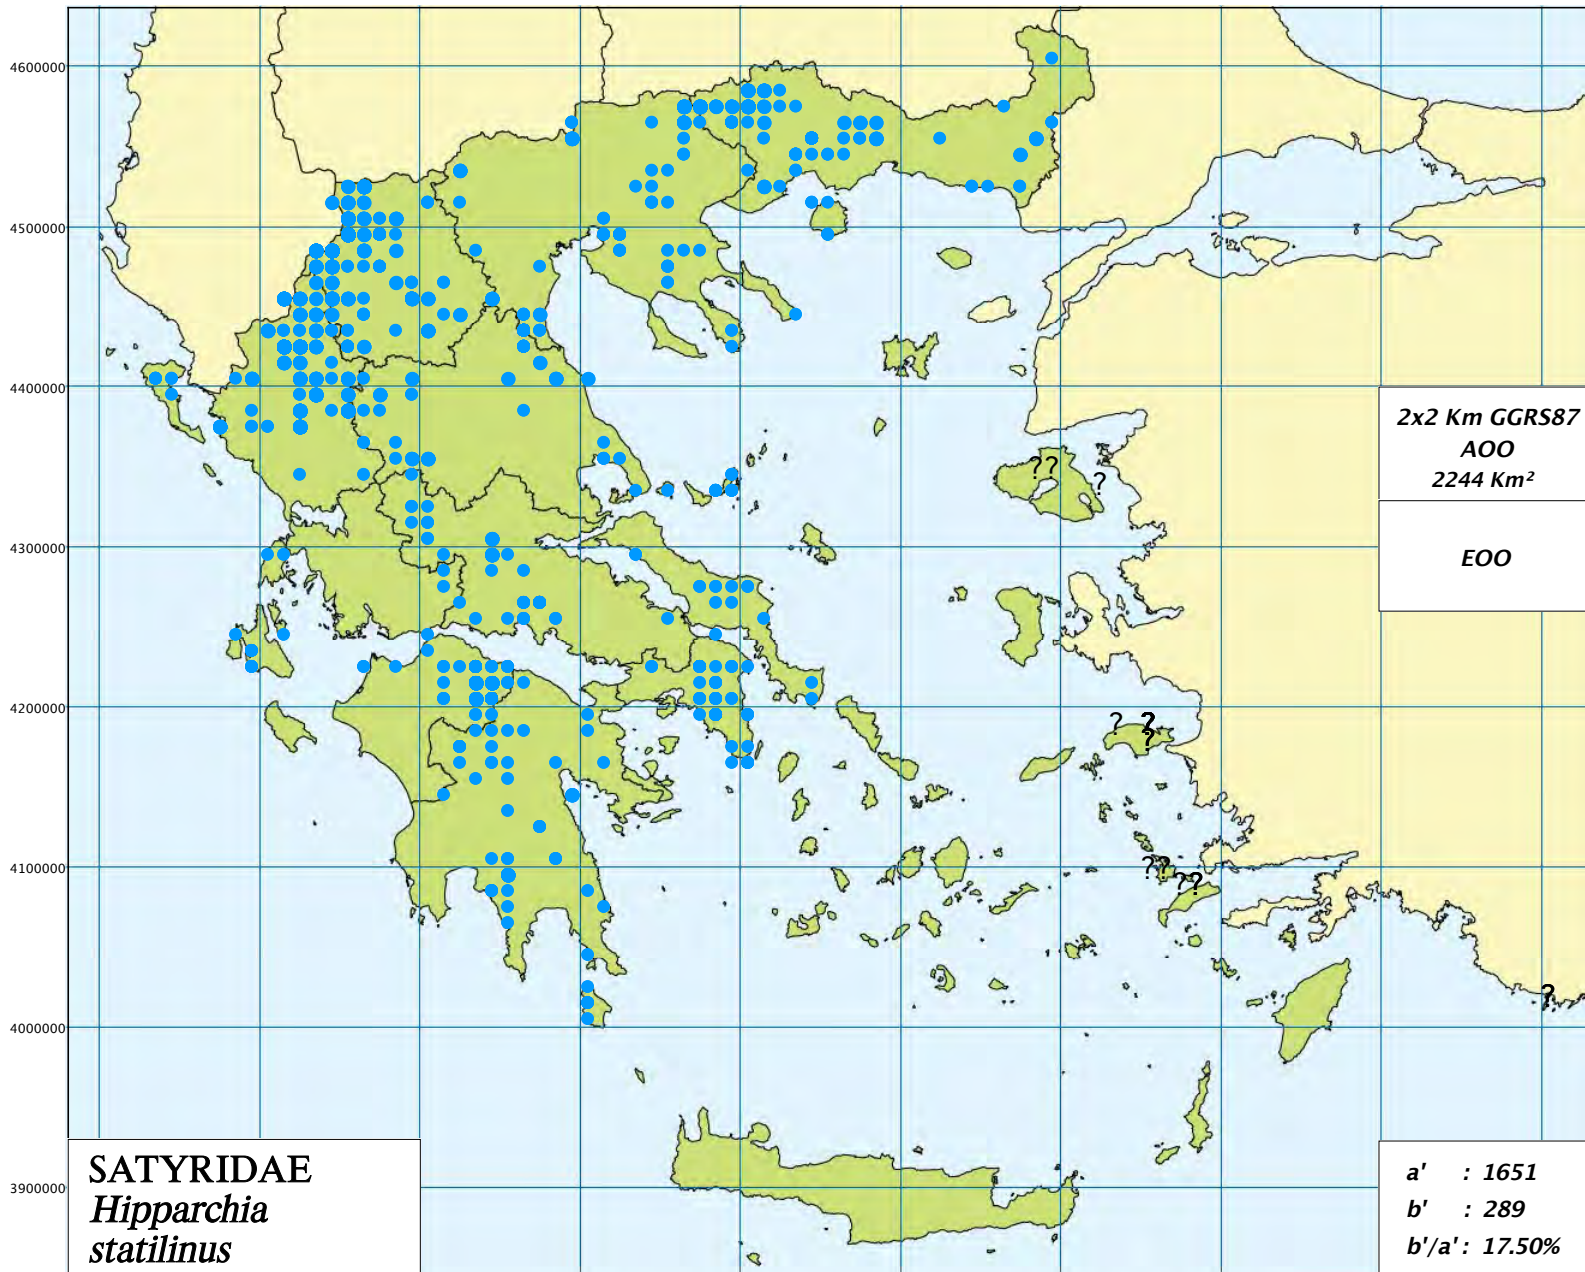 4600000
4500000
4400000
4300000
4200000
4100000
4000000
3900000
2x2 Km GGRS87
AOO
2244 Km²
EOO
??
?
? ?
?
??
??
?
SATYRIDAE
Hipparchia
statilinus
a' : 1651
b' : 289
b'/a' : 17.50%